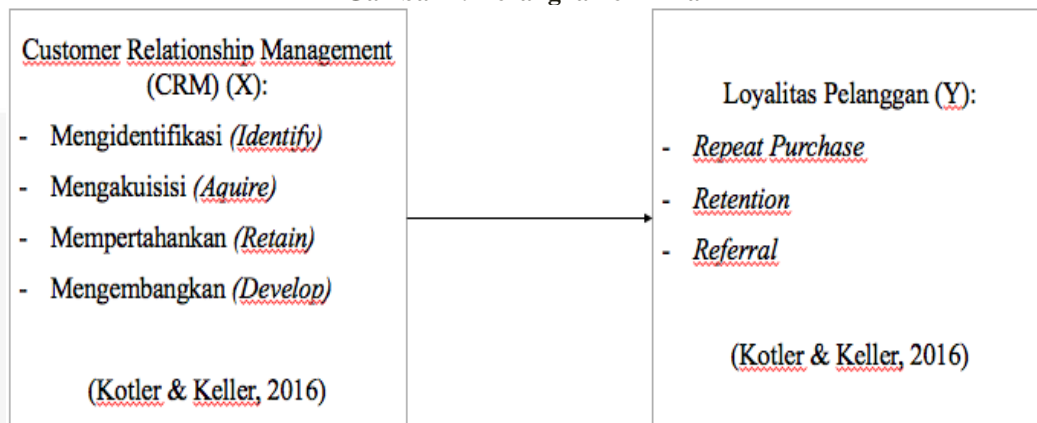 Customer Relationship Management
(CRM) (X):
- Mengidentifikasi (Identify)
- Mengakuisisi (Aquire)
- Mempertahankan (Retain)
- Mengembangkan (Develop)
(Kotler & Keller, 2016)
Loyalitas Pelanggan (Y):
- Repeat Purchase
- Retention
- Referral
(Kotler & Keller, 2016)